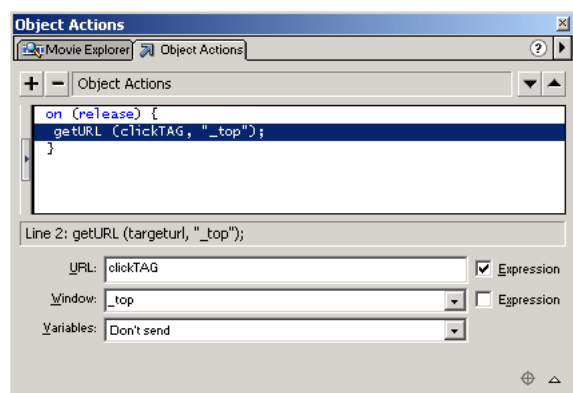 Object Actions
Movie Explorer Object Actions ?
+ − Object Actions
on (release) {
getURL (clickTAG, "_top");
}
Line 2: getURL (targeturl, "_top");
URL: clickTAG Expression
Window: _top Expression
Variables: Don't send